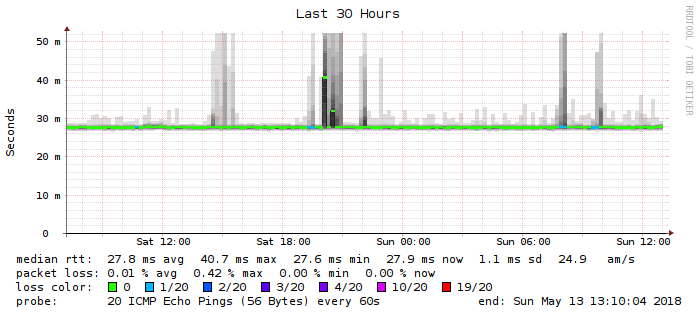 Last 30 Hours
RRDTOOL / TOBI OETIKER
Seconds
50 m
40 m
30 m
20 m
10 m
0
Sat 12:00 Sat 18:00 Sun 00:00 Sun 06:00 Sun 12:00
median rtt: 27.8 ms avg 40.7 ms max 27.6 ms min 27.9 ms now 1.1 ms sd 24.9 am/s
packet loss: 0.01 % avg 0.42 % max 0.00 % min 0.00 % now
loss color: 0 1/20 2/20 3/20 4/20 10/20 19/20
probe: 20 ICMP Echo Pings (56 Bytes) every 60s end: Sun May 13 13:10:04 2018